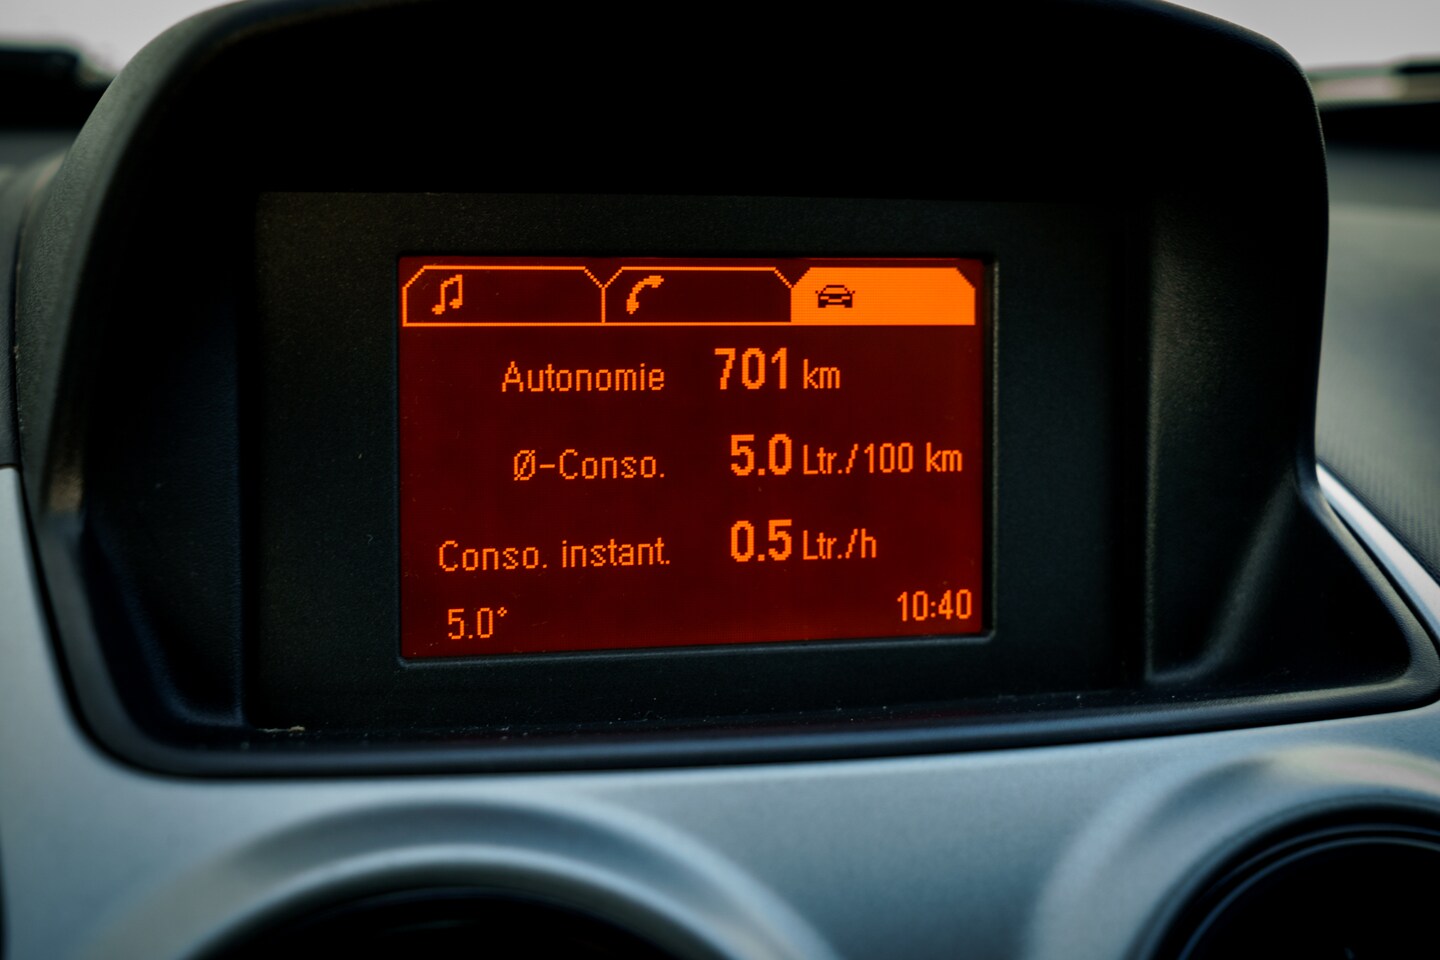 Autonomie 701 km
Ø-Conso. 5.0 Ltr./100 km
Conso. instant. 0.5 Ltr./h
5.0° 10:40